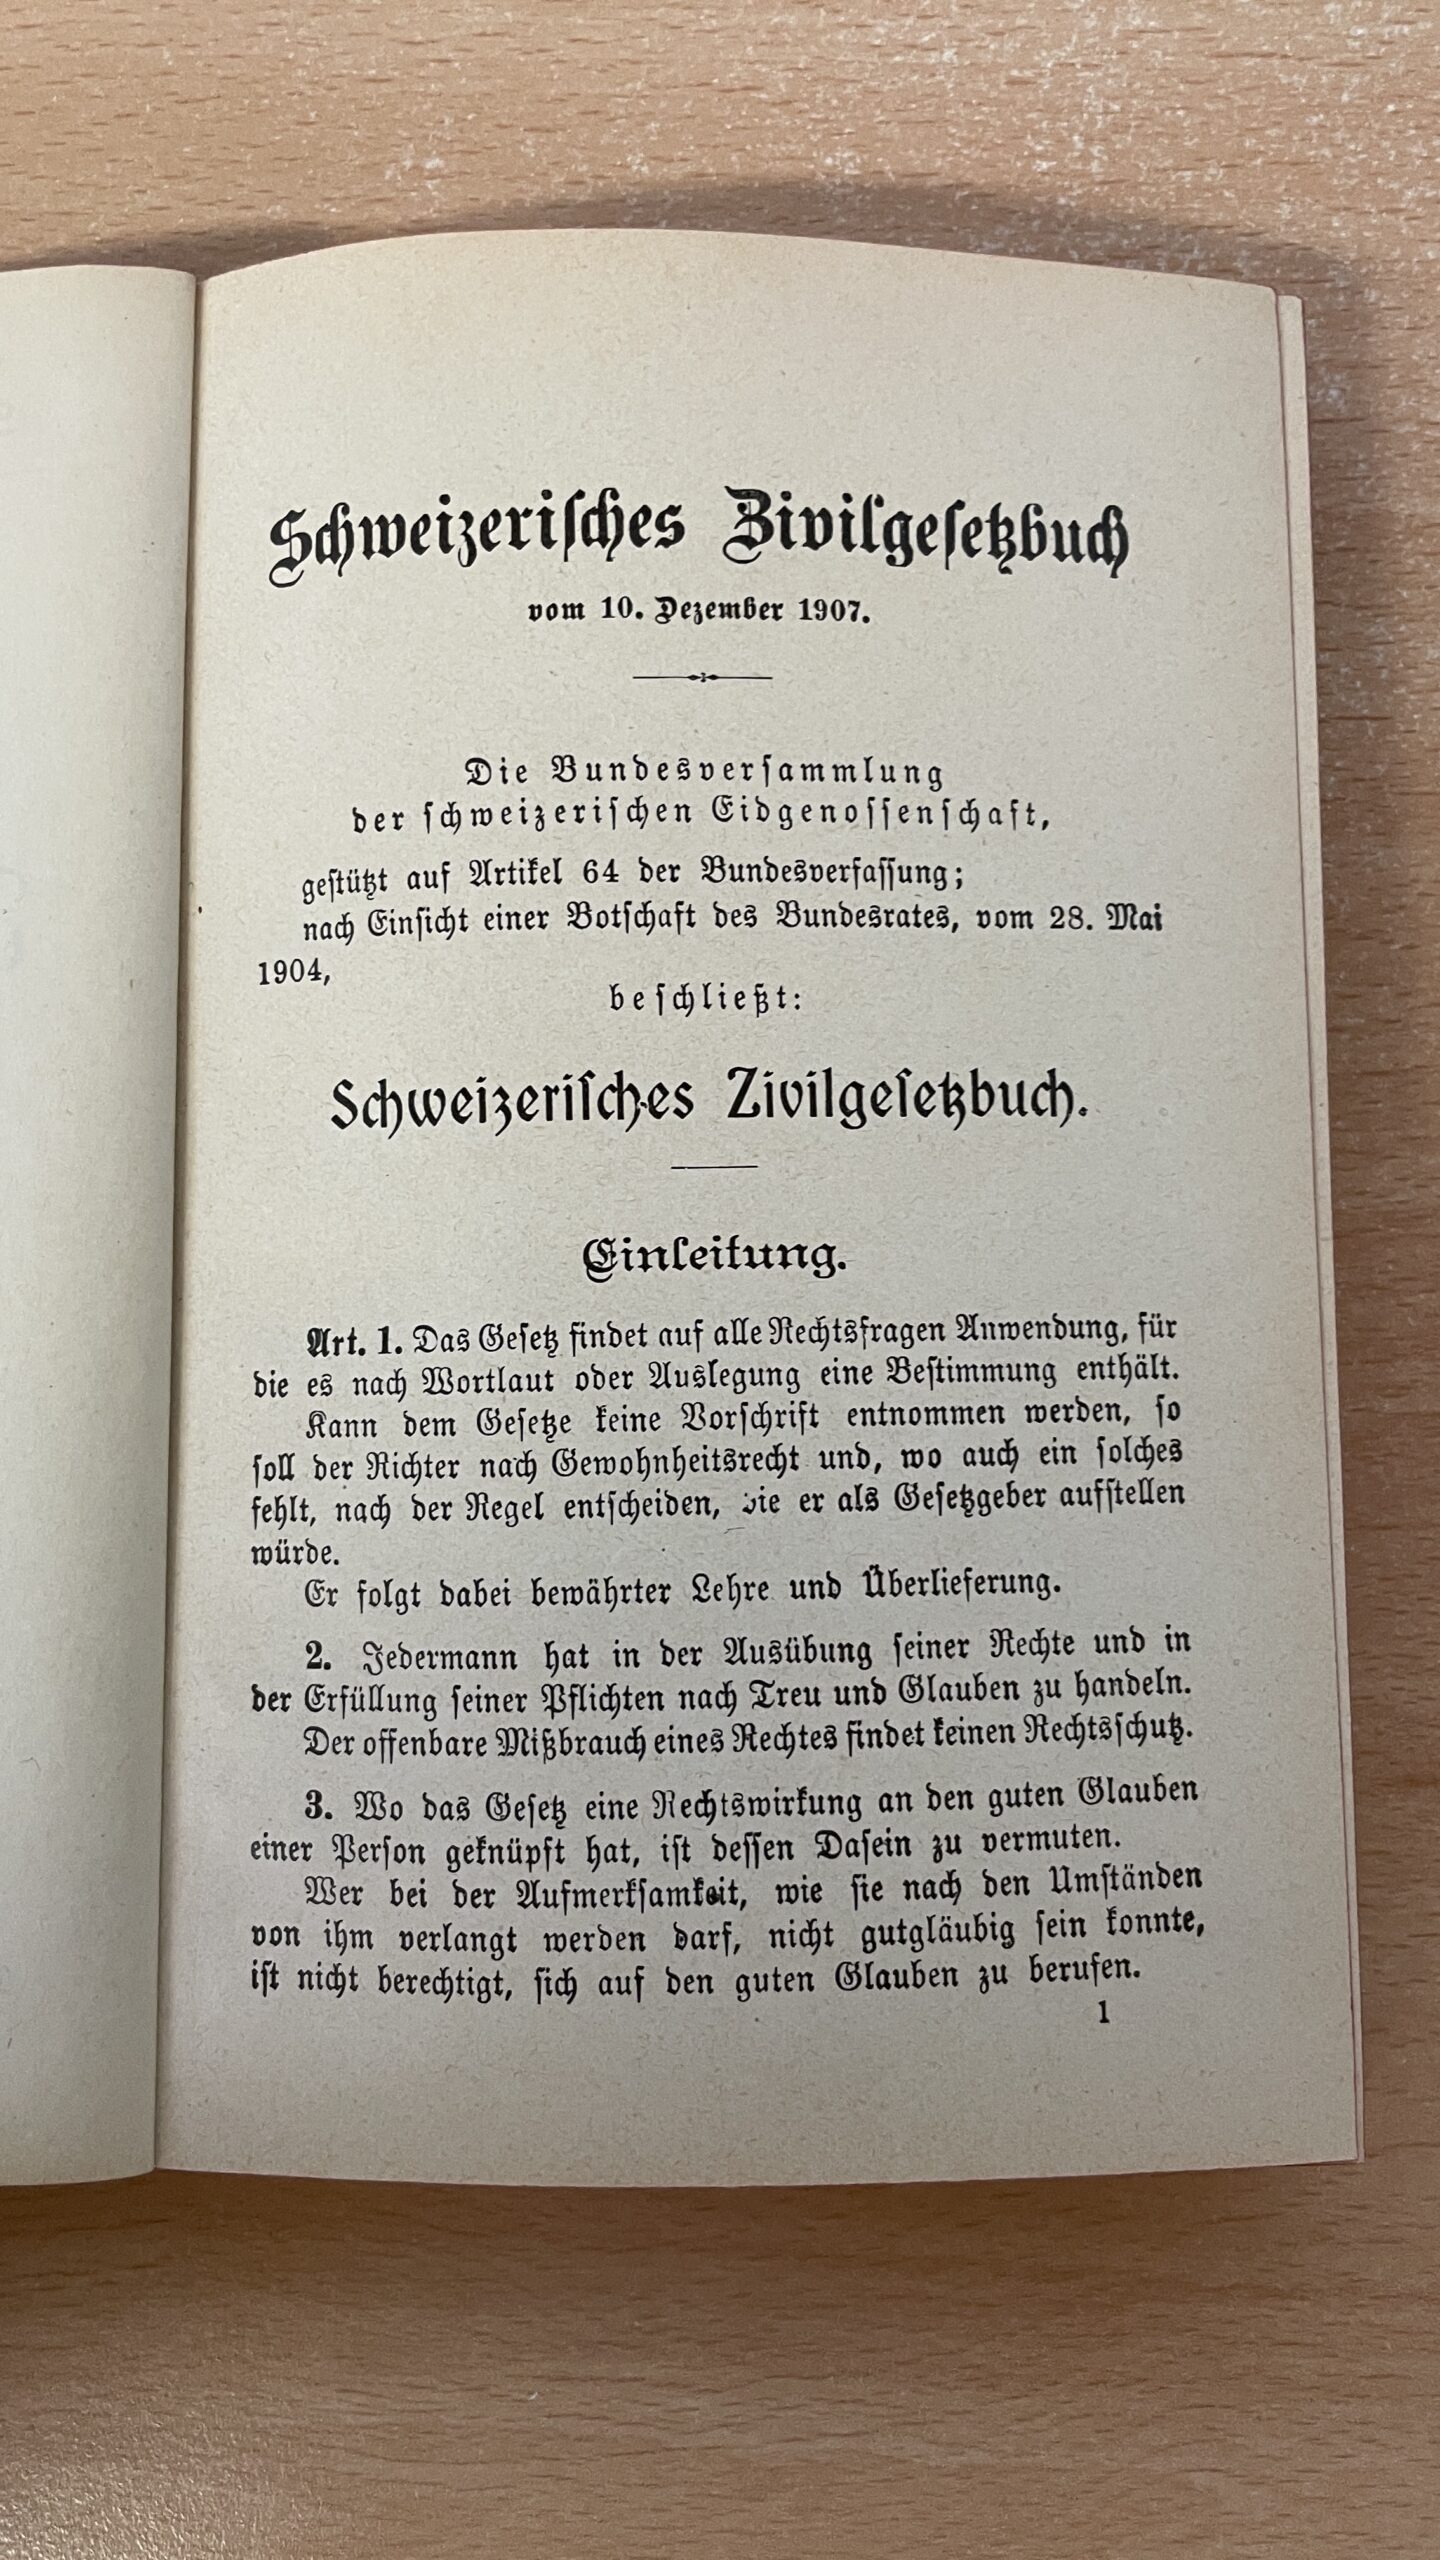 Schweizerisches Zivilgesetzbuch
vom 10. Dezember 1907.
Die Bundesversammlung
der schweizerischen Eidgenossenschaft,
gestützt auf Artikel 64 der Bundesverfassung;
nach Einsicht einer Botschaft des Bundesrates, vom 28. Mai
1904,
beschließt:
Schweizerisches Zivilgesetzbuch.
Einleitung.
Art. 1. Das Gesetz findet auf alle Rechtsfragen Anwendung, für
die es nach Wortlaut oder Auslegung eine Bestimmung enthält.
Kann dem Gesetze keine Vorschrift entnommen werden, so
soll der Richter nach Gewohnheitsrecht und, wo auch ein solches
fehlt, nach der Regel entscheiden, die er als Gesetzgeber aufstellen
würde.
Er folgt dabei bewährter Lehre und Überlieferung.
2. Jedermann hat in der Ausübung seiner Rechte und in
der Erfüllung seiner Pflichten nach Treu und Glauben zu handeln.
Der offenbare Mißbrauch eines Rechtes findet keinen Rechtsschutz.
3. Wo das Gesetz eine Rechtswirkung an den guten Glauben
einer Person geknüpft hat, ist dessen Dasein zu vermuten.
Wer bei der Aufmerksamkeit, wie sie nach den Umständen
von ihm verlangt werden darf, nicht gutgläubig sein konnte,
ist nicht berechtigt, sich auf den guten Glauben zu berufen.
1